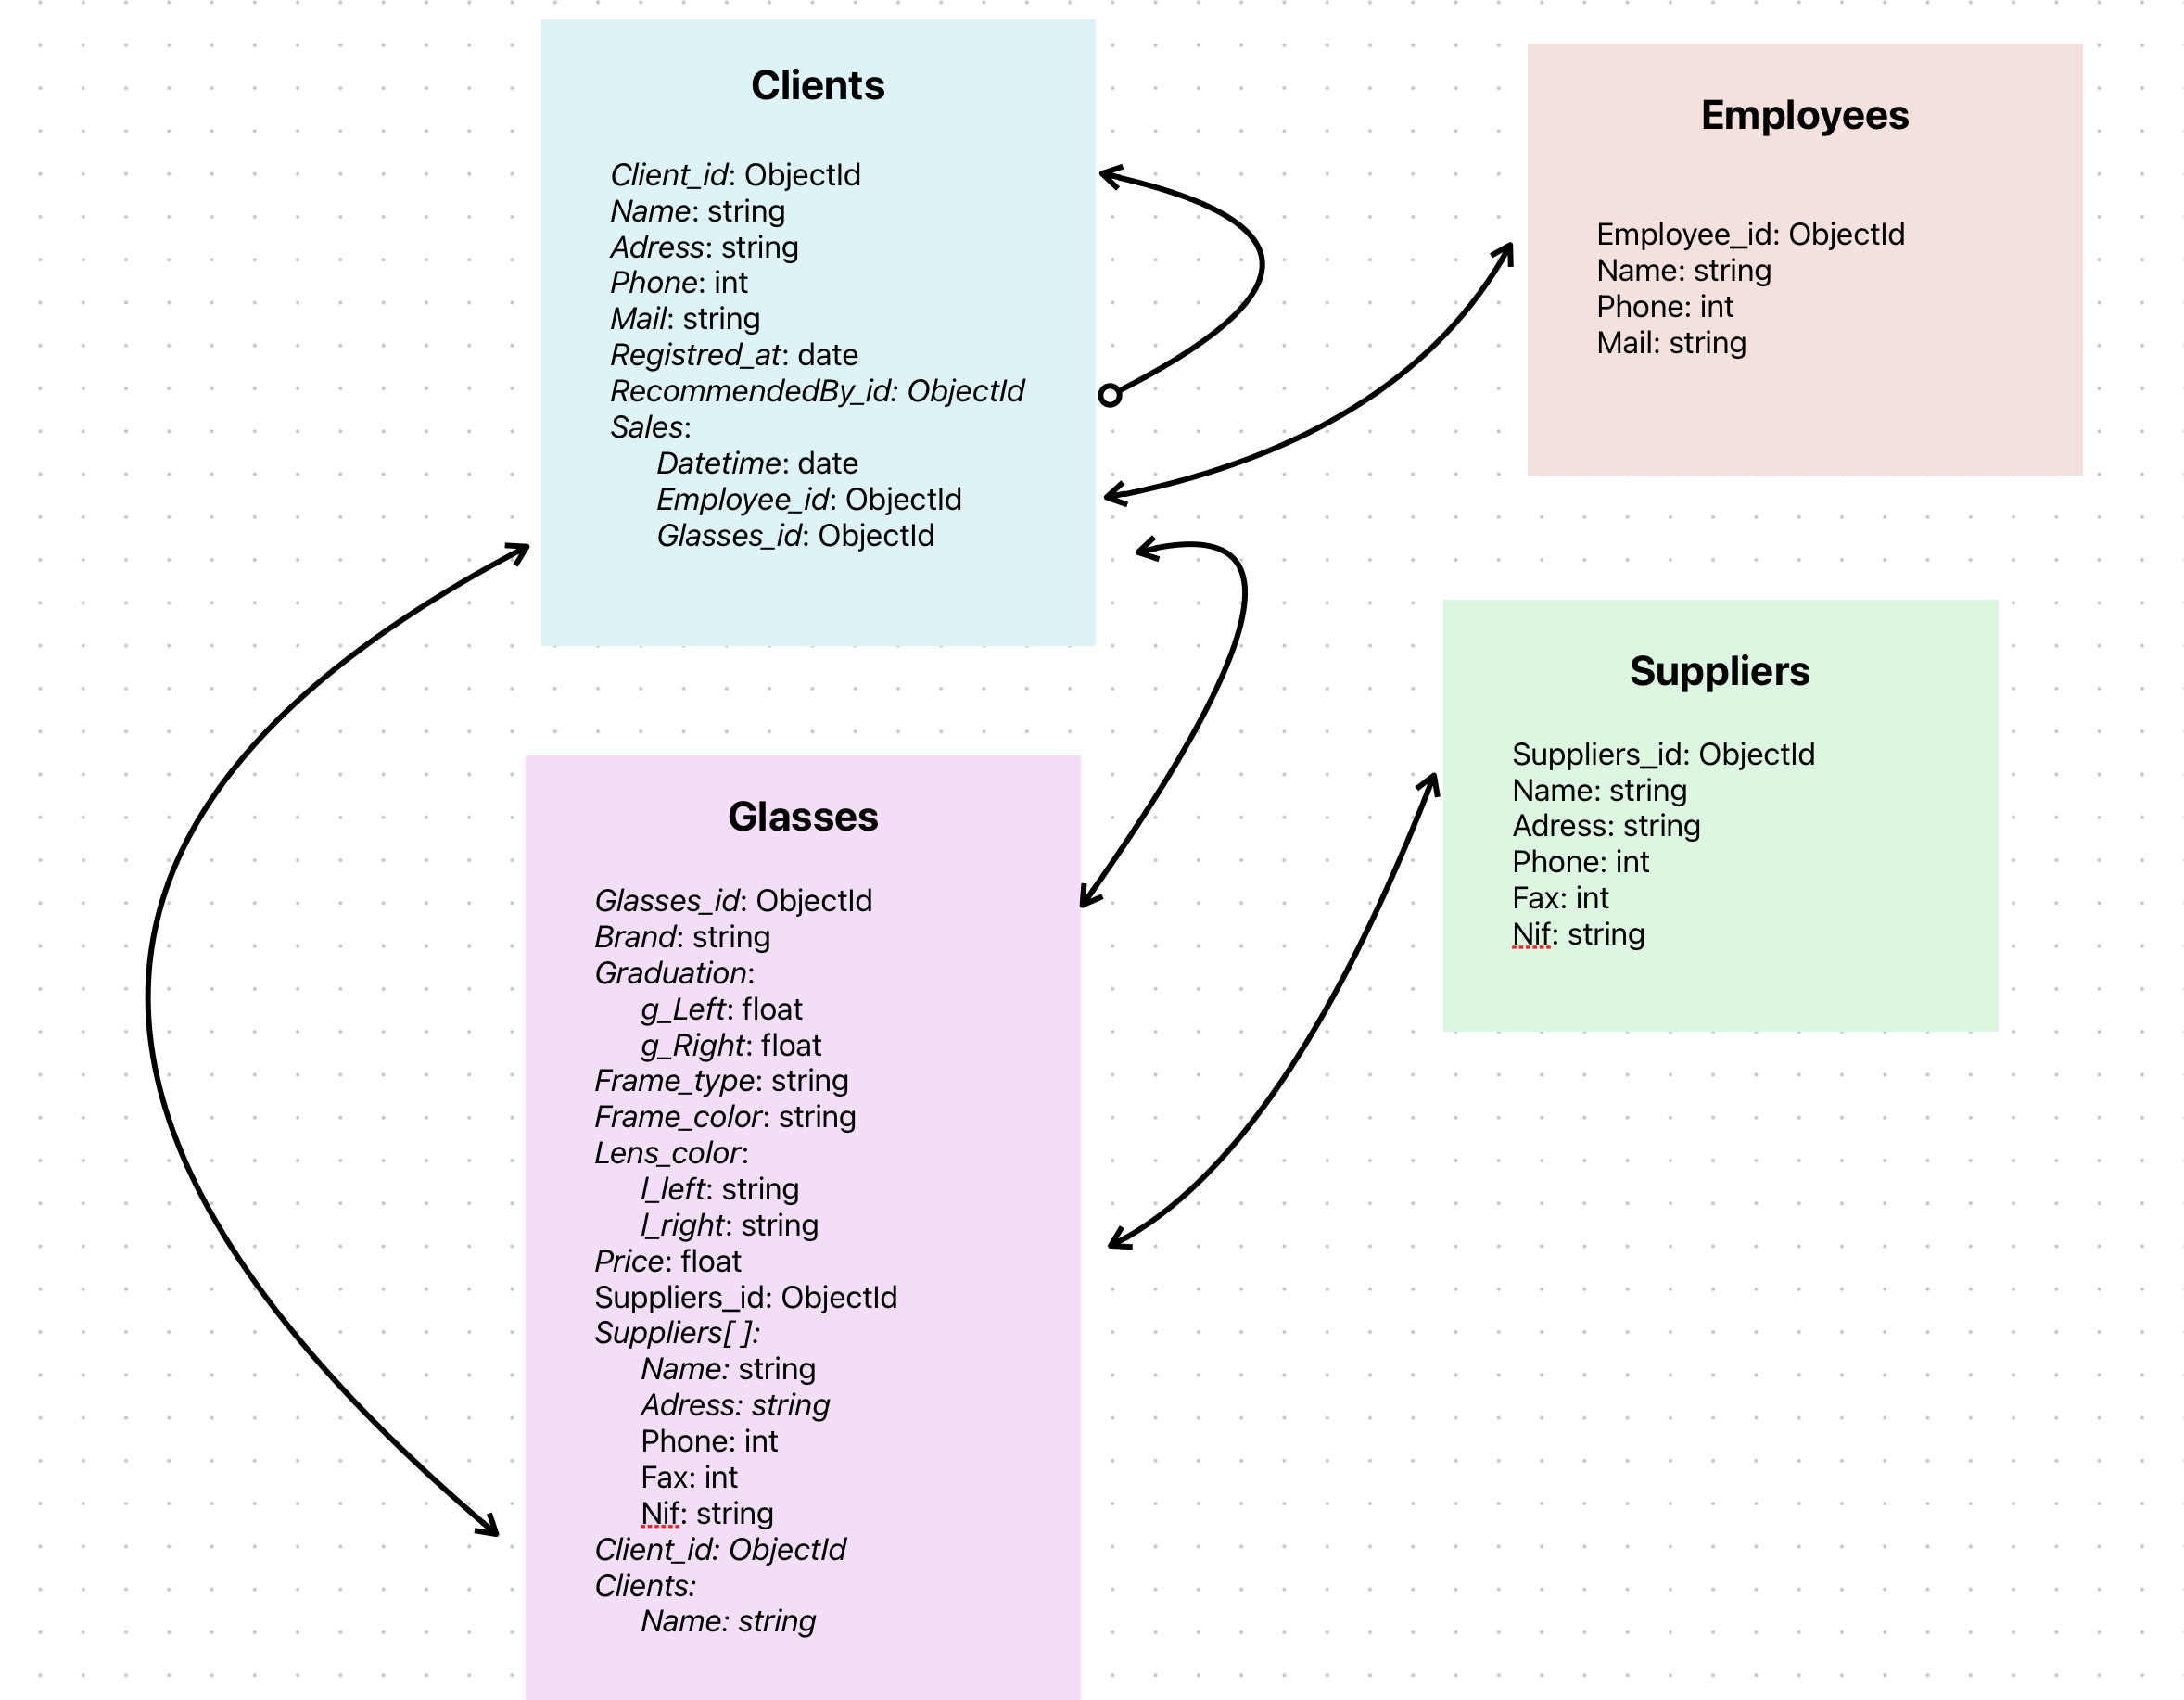 Clients
Client_id: ObjectId
Name: string
Adress: string
Phone: int
Mail: string
Registred_at: date
RecommendedBy_id: ObjectId
Sales:
Datetime: date
Employee_id: ObjectId
Glasses_id: ObjectId
Employees
Employee_id: ObjectId
Name: string
Phone: int
Mail: string
Suppliers
Suppliers_id: ObjectId
Name: string
Adress: string
Phone: int
Fax: int
Nif: string
Glasses
Glasses_id: ObjectId
Brand: string
Graduation:
g_Left: float
g_Right: float
Frame_type: string
Frame_color: string
Lens_color:
l_left: string
l_right: string
Price: float
Suppliers_id: ObjectId
Suppliers[ ]:
Name: string
Adress: string
Phone: int
Fax: int
Nif: string
Client_id: ObjectId
Clients:
Name: string